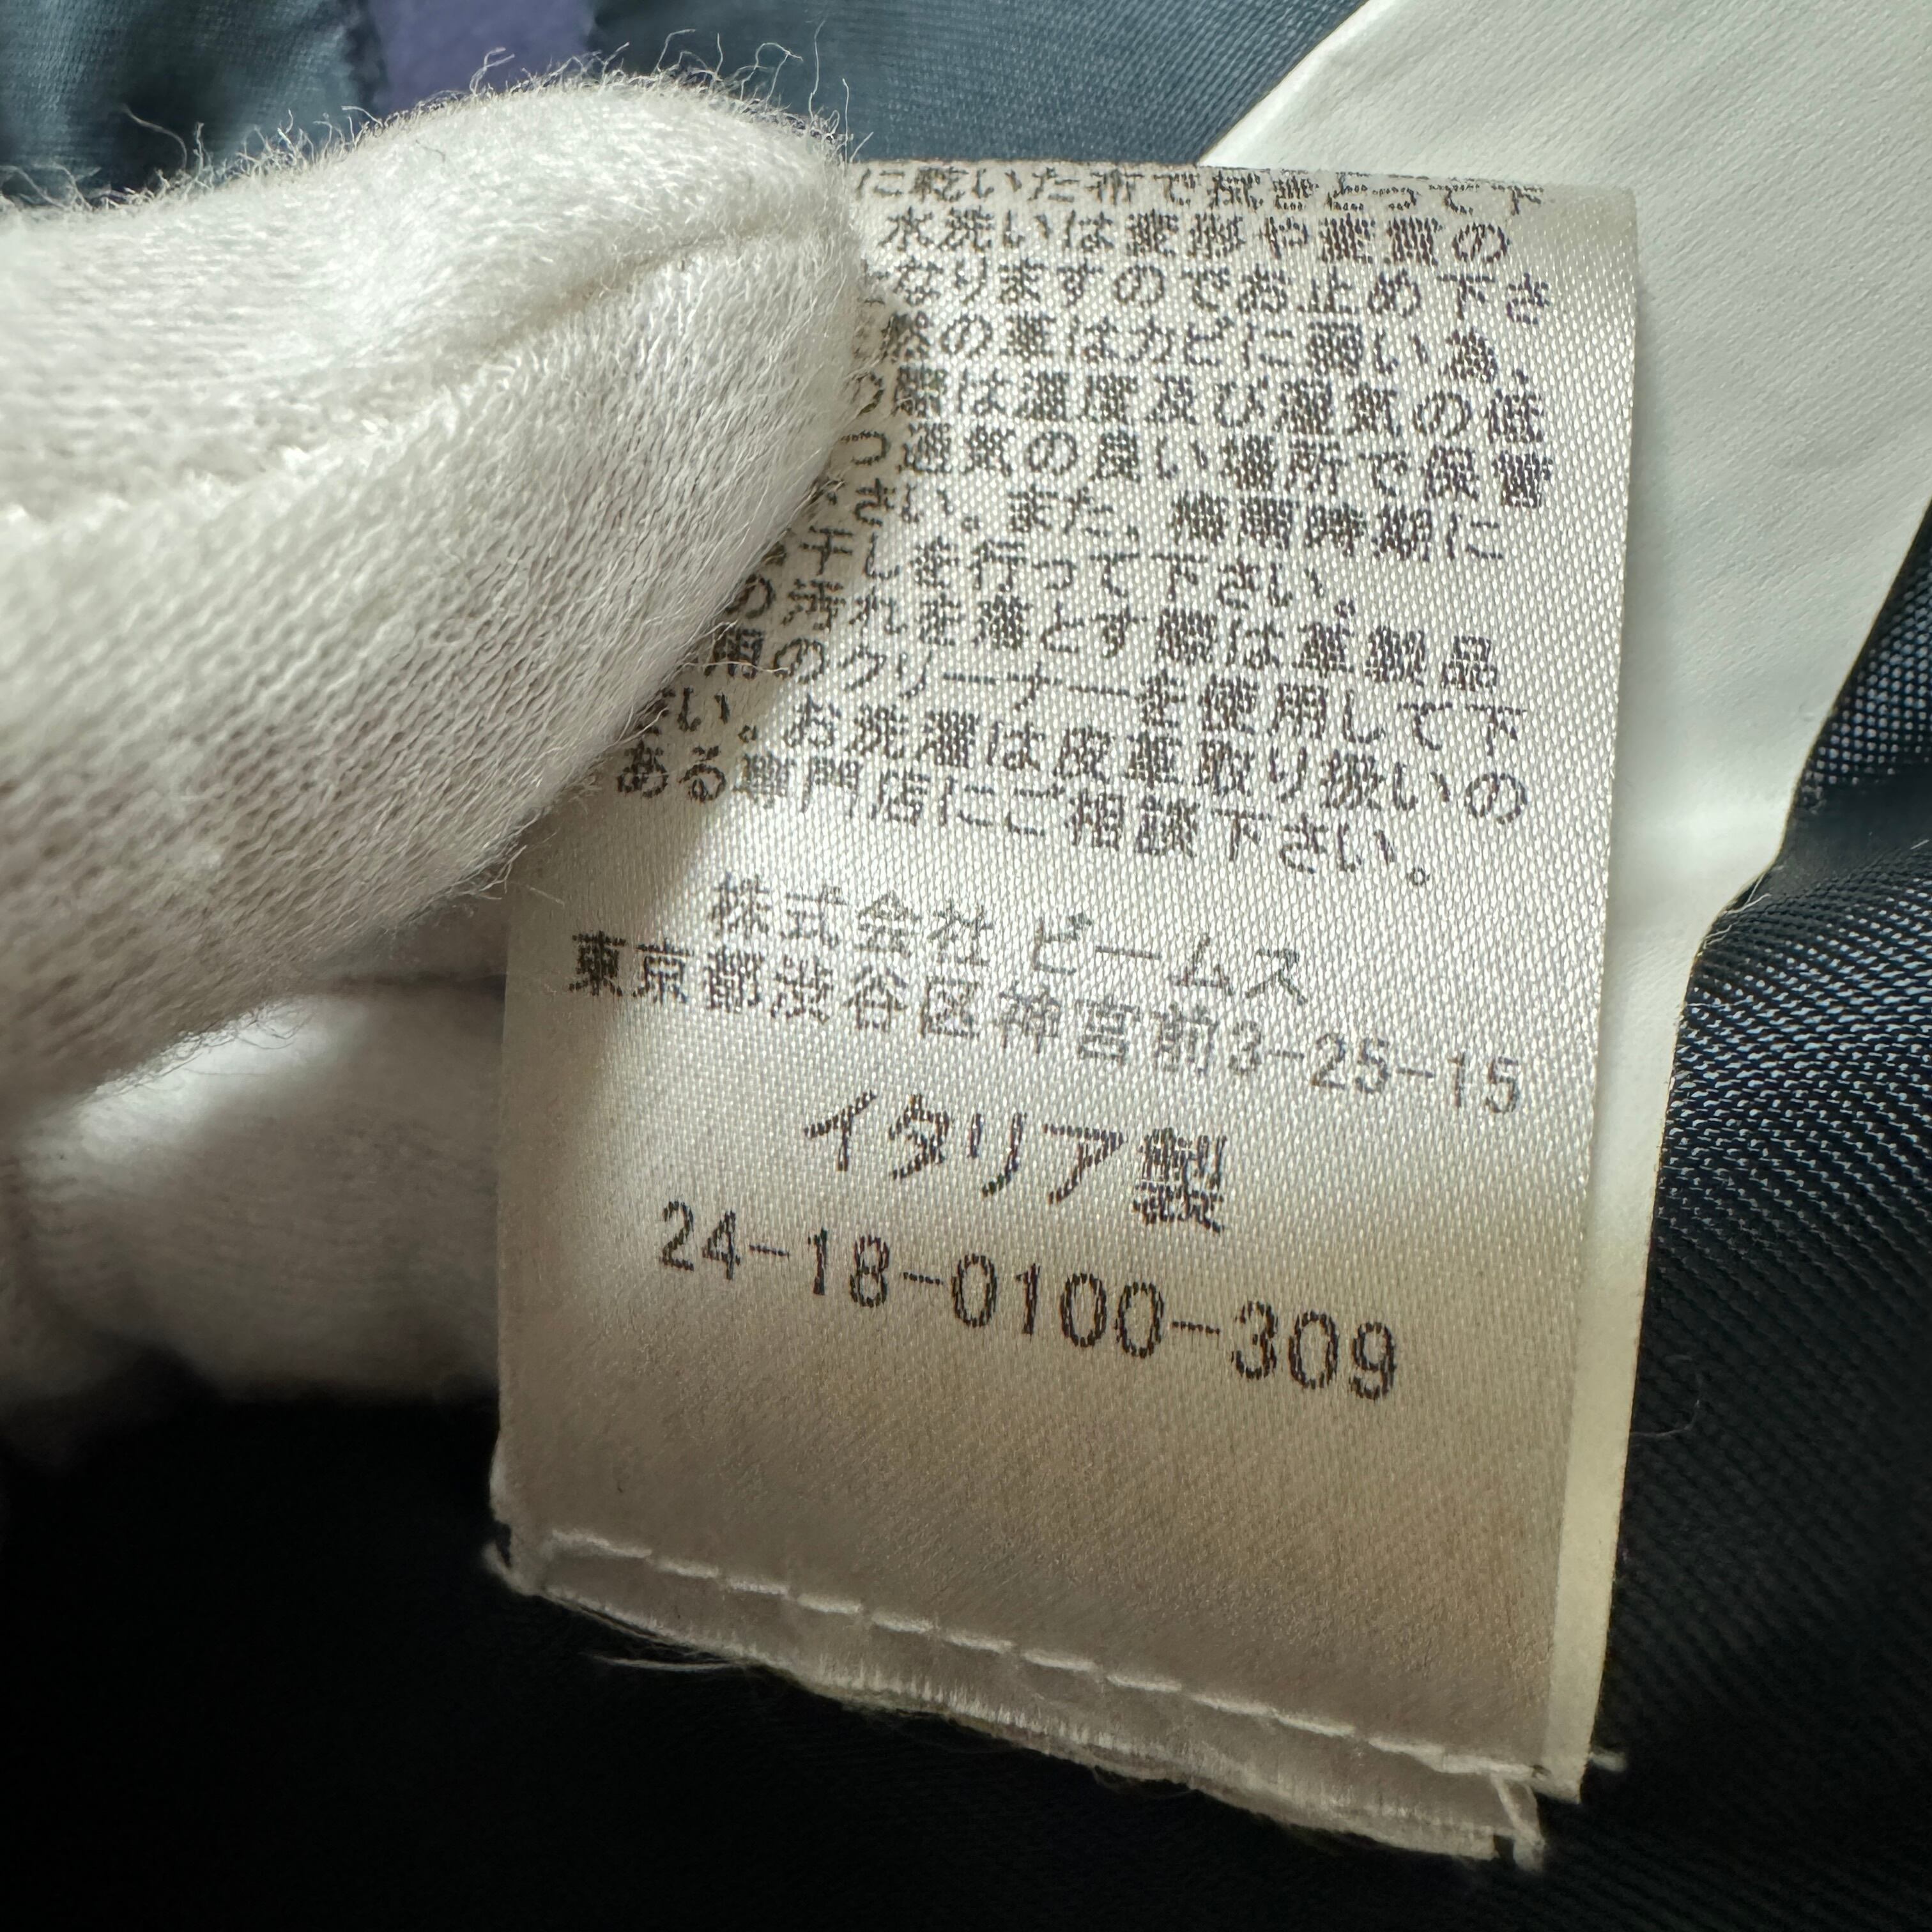 に乾いた布で拭き とって下
水洗いは変形や変質の
なりますのでお止め下さ
然の革はカビに弱い為、
の際は温度及び湿気の低
つ通気の良い場所で保管
さい。また、梅雨時期に
干しを行って下さい。
の汚れを落とす際は革製品
用のクリーナーを使用して下
さい。お洗濯は皮革取り扱いの
ある専門店にご相談下さい。
株式会社 ビームス
東京都渋谷区神宮前3-25-15
イタリア製
24-18-0100-309